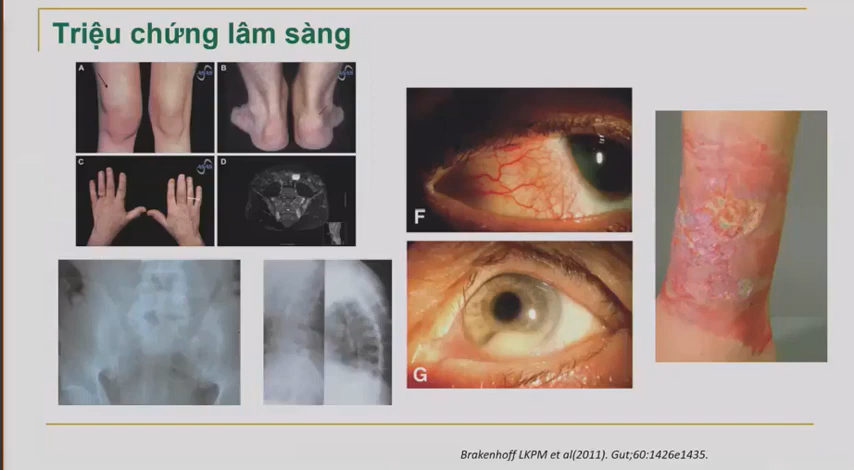 Triệu chứng lâm sàng
A
B
C
D
F
G
Brakenhoff LKPM et al(2011). Gut;60:1426e1435.